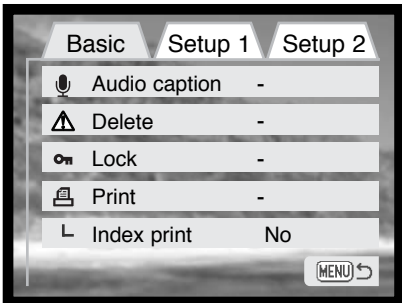 Basic Setup 1 Setup 2
Audio caption -
Delete -
Lock -
Print -
Index print No
MENU